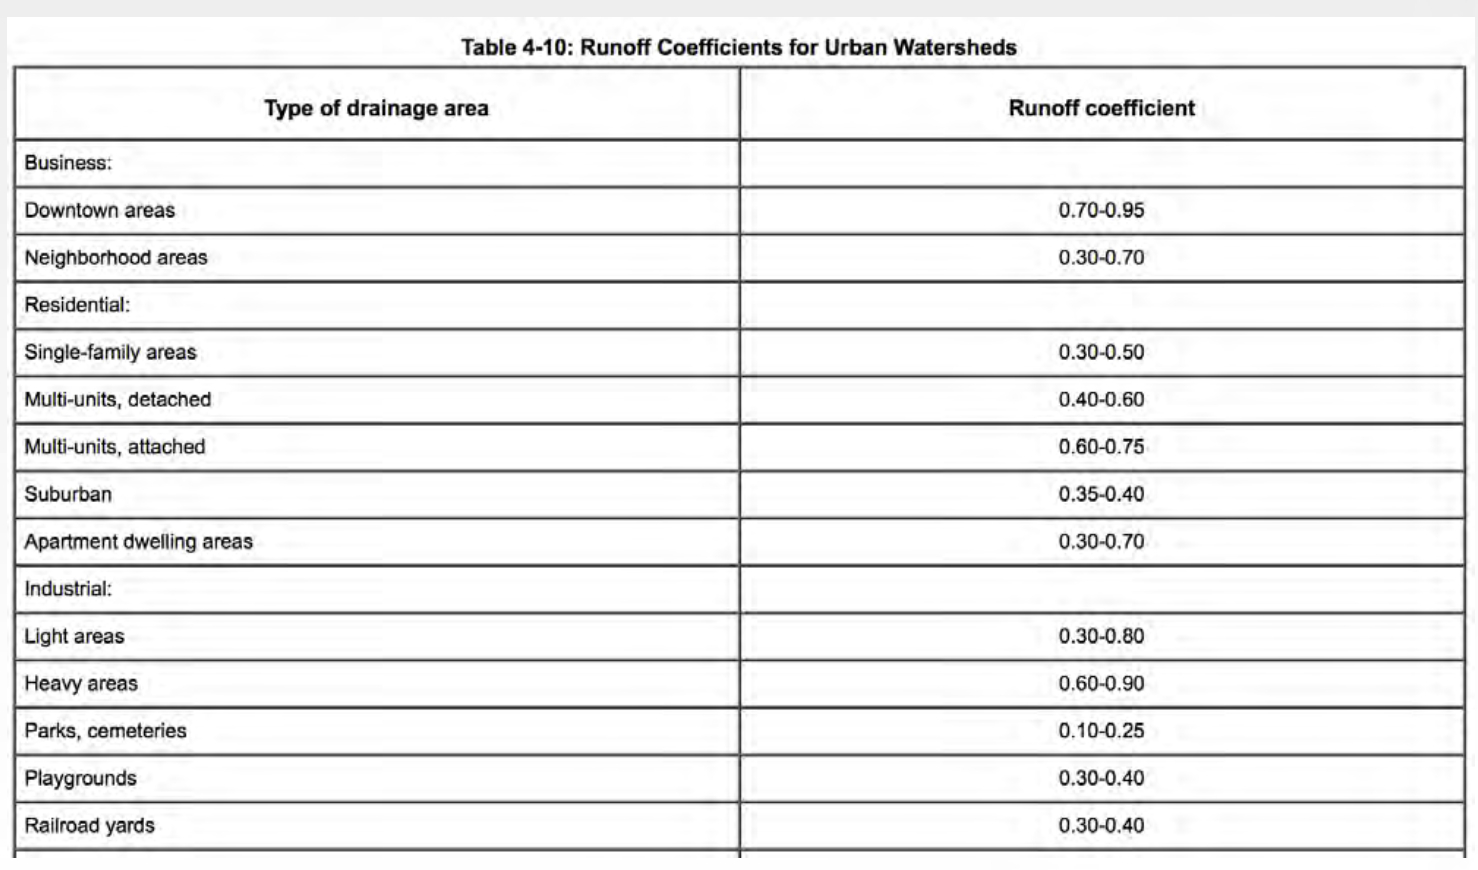 Table 4-10: Runoff Coefficients for Urban Watersheds
Type of drainage area Runoff coefficient
Business:
Downtown areas 0.70-0.95
Neighborhood areas 0.30-0.70
Residential:
Single-family areas 0.30-0.50
Multi-units, detached 0.40-0.60
Multi-units, attached 0.60-0.75
Suburban 0.35-0.40
Apartment dwelling areas 0.30-0.70
Industrial:
Light areas 0.30-0.80
Heavy areas 0.60-0.90
Parks, cemeteries 0.10-0.25
Playgrounds 0.30-0.40
Railroad yards 0.30-0.40